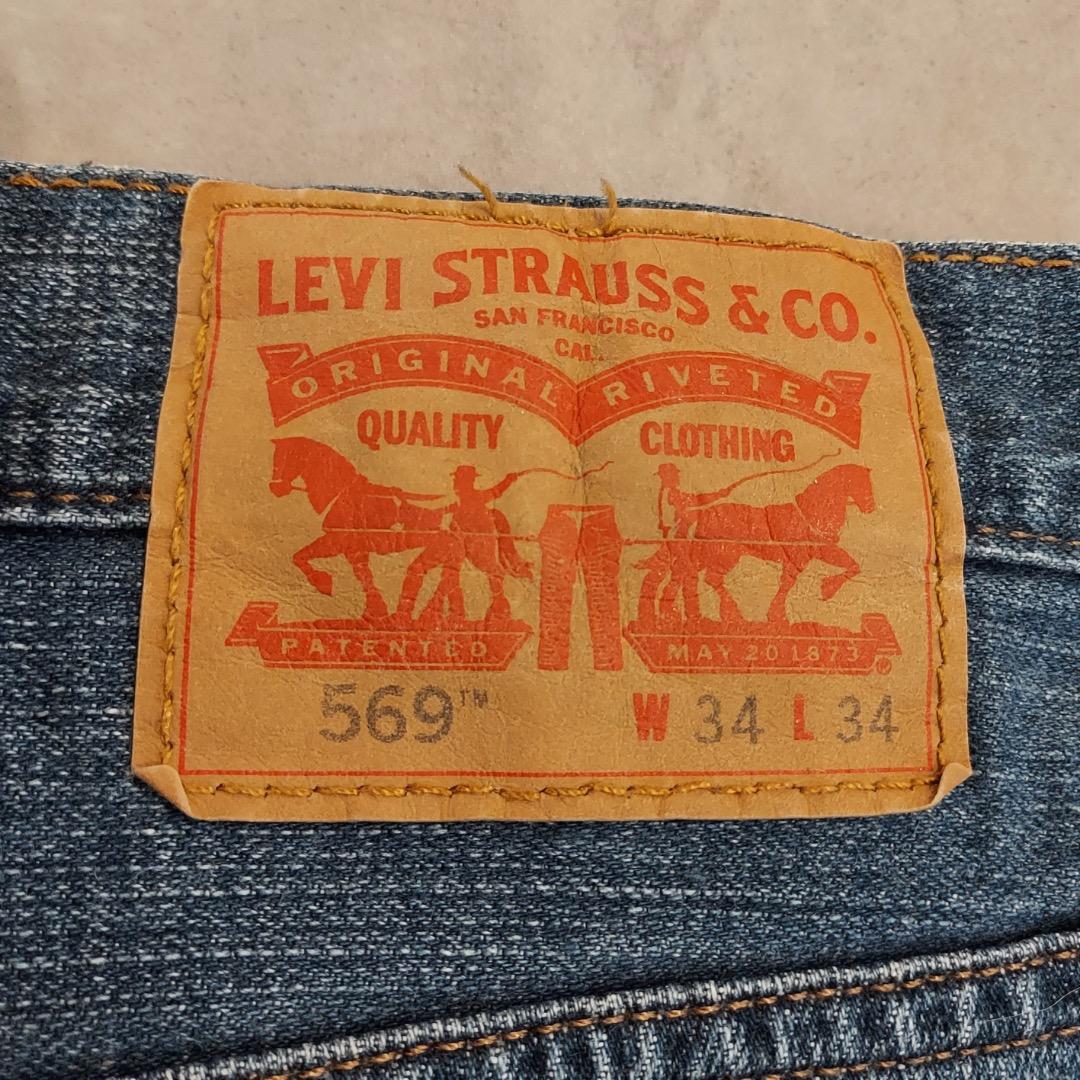 LEVI STRAUSS & CO.
SAN FRANCISCO
CAL.
ORIGINAL RIVETED
QUALITY CLOTHING
PATENTED MAY 20 1873 ®
569™ W 34 L 34